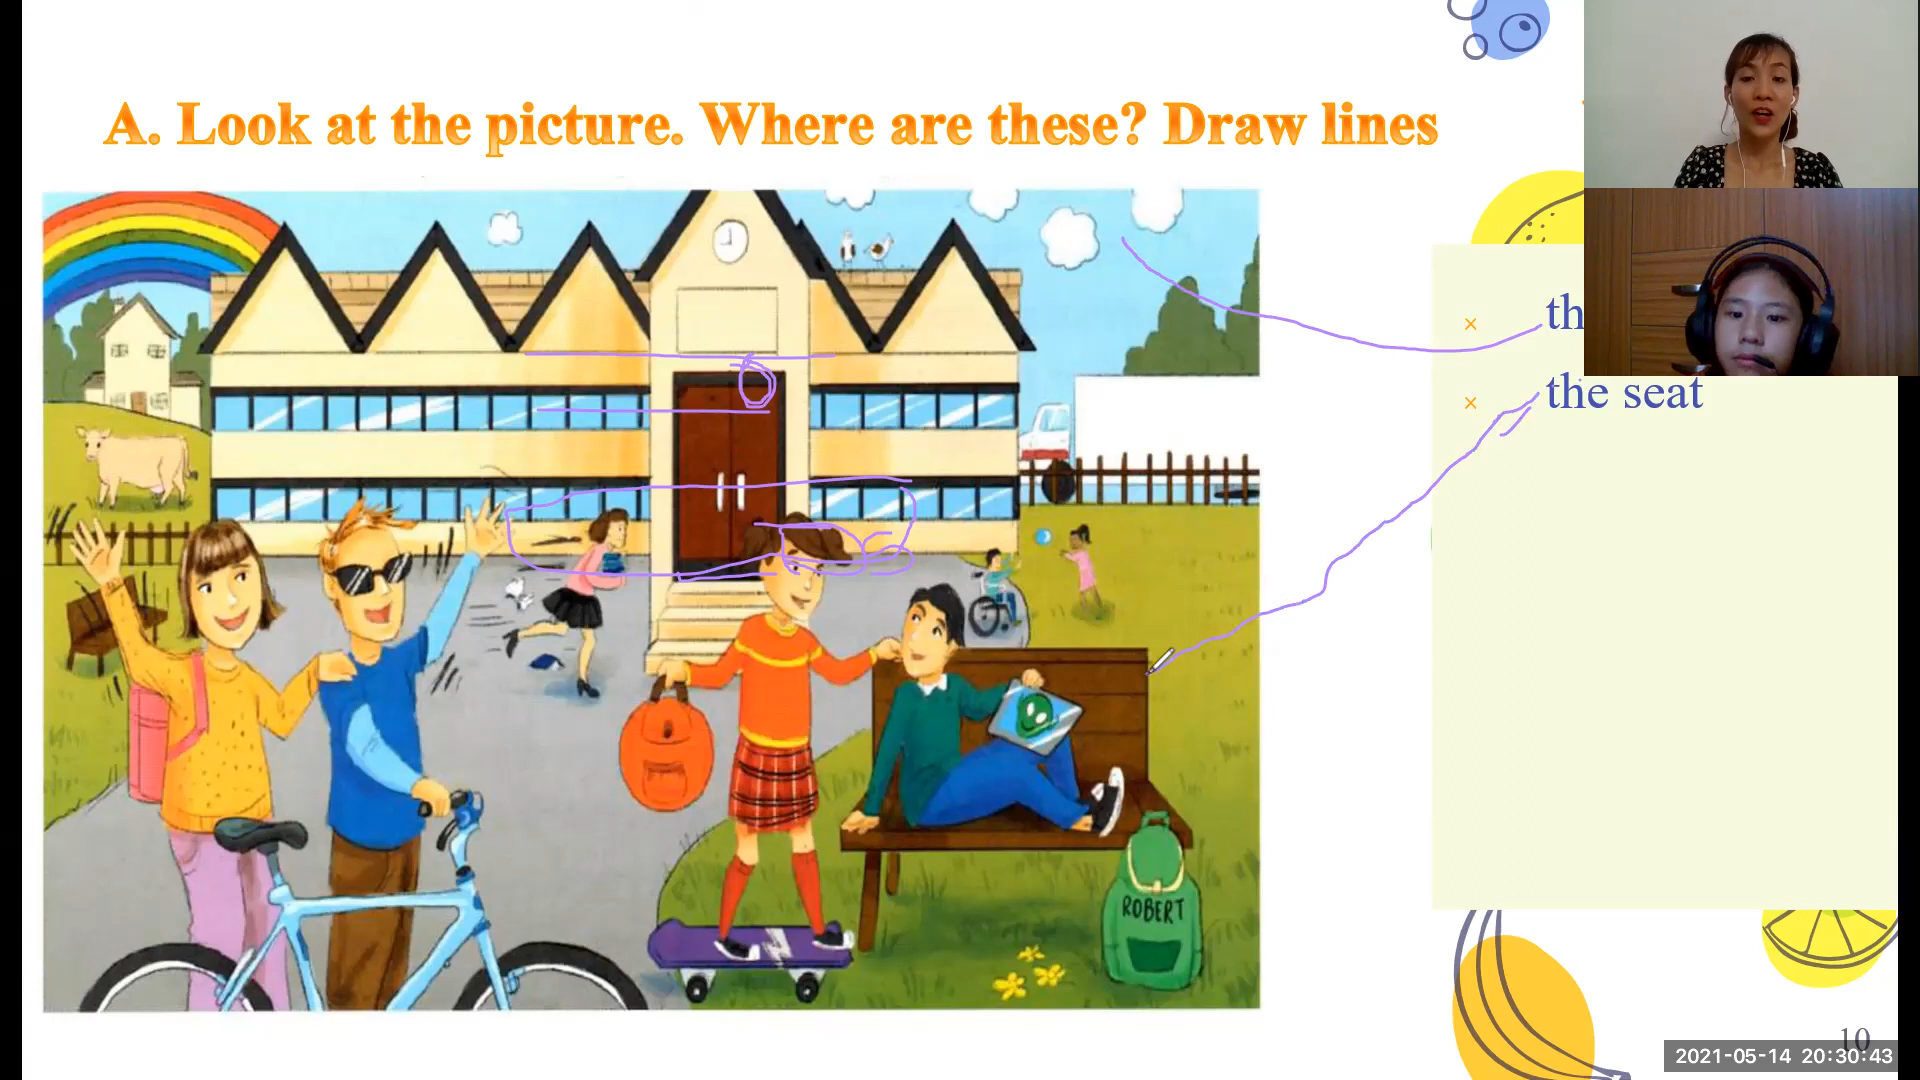 A. Look at the picture. Where are these? Draw lines
× th
× the seat
ROBERT
10
2021-05-14 20:30:43